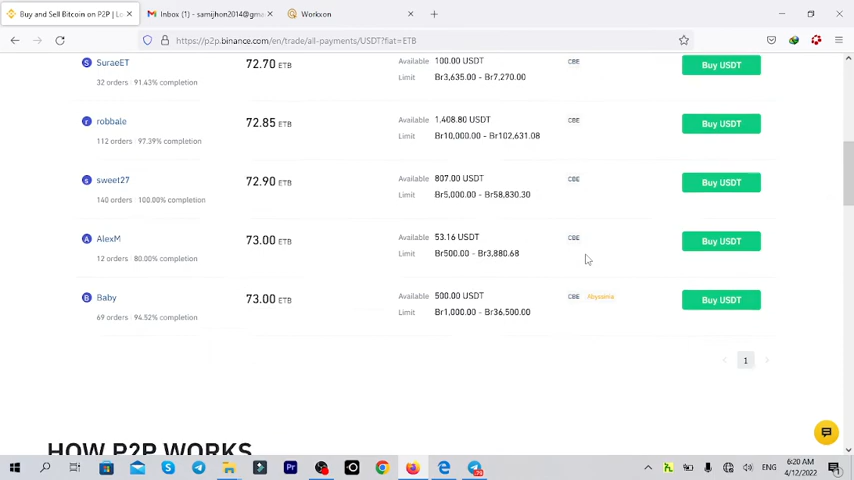 Buy and Sell Bitcoin on P2P | Lo
Inbox (1) - samijhon2014@gma
Workxon
https://p2p.binance.com/en/trade/all-payments/USDT?fiat=ETB
S SuraeET 72.70 ETB Available 100.00 USDT CBE Buy USDT
32 orders 91.43% completion Limit Br3,635.00 - Br7,270.00
r robbale 72.85 ETB Available 1,408.80 USDT CBE Buy USDT
112 orders 97.39% completion Limit Br10,000.00 - Br102,631.08
s sweet27 72.90 ETB Available 807.00 USDT CBE Buy USDT
140 orders 100.00% completion Limit Br5,000.00 - Br58,830.30
A AlexM 73.00 ETB Available 53.16 USDT CBE Buy USDT
12 orders 80.00% completion Limit Br500.00 - Br3,880.68
B Baby 73.00 ETB Available 500.00 USDT CBE Abyssinia Buy USDT
69 orders 94.52% completion Limit Br1,000.00 - Br36,500.00
1
HOW P2P WORKS
Pr
ENG
6:20 AM
4/12/2022